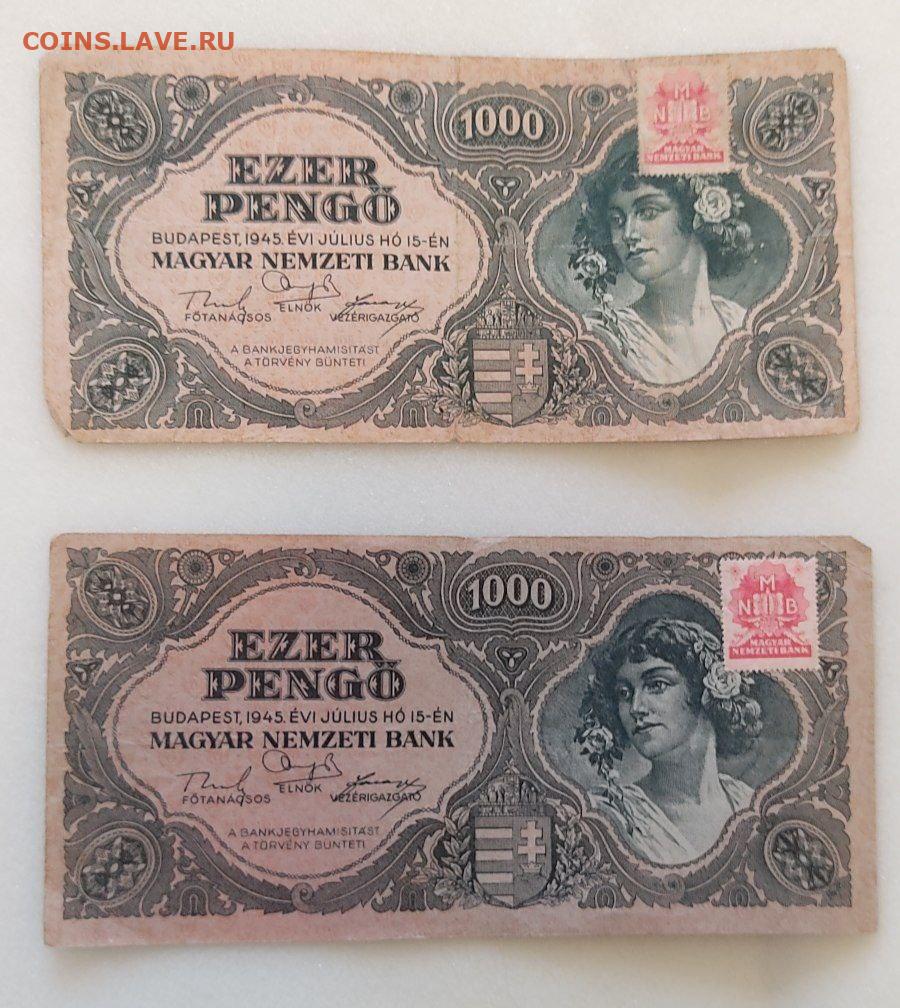 COINS.LAVE.RU
1000
M
N B
MAGYAR
NEMZETI BANK
EZER
PENGŐ
BUDAPEST, 1945. ÉVI JÚLIUS HÓ 15-ÉN
MAGYAR NEMZETI BANK
ELNÖK
FŐTANÁCSOS VEZÉRIGAZGATÓ
A BANKJEGYHAMISITÁST
A TÖRVÉNY BÜNTETI
1000
M
N B
MAGYAR
NEMZETI BANK
EZER
PENGŐ
BUDAPEST, 1945. ÉVI JÚLIUS HÓ 15-ÉN
MAGYAR NEMZETI BANK
ELNÖK
FŐTANÁCSOS VEZÉRIGAZGATÓ
A BANKJEGYHAMISITÁST
A TÖRVÉNY BÜNTETI